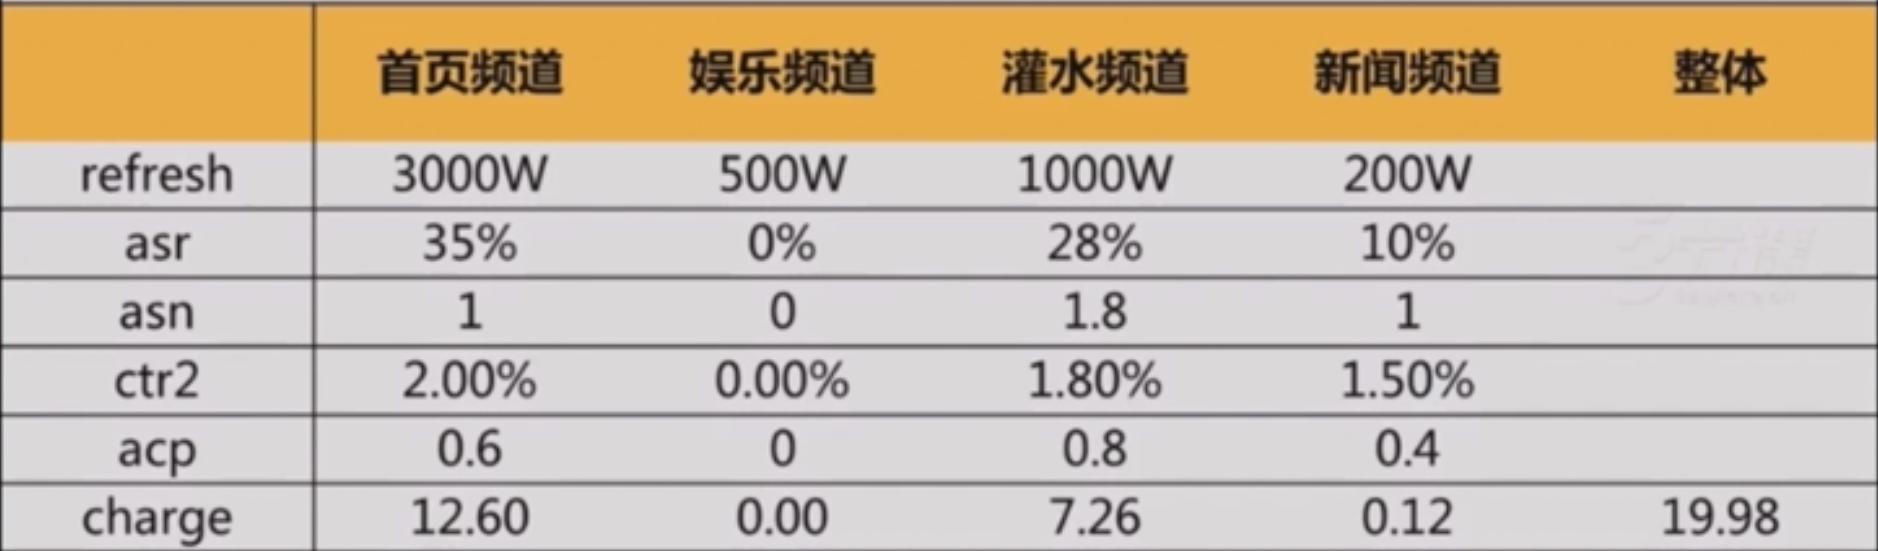 首页频道 娱乐频道 灌水频道 新闻频道 整体
refresh 3000W 500W 1000W 200W
asr 35% 0% 28% 10%
asn 1 0 1.8 1
ctr2 2.00% 0.00% 1.80% 1.50%
acp 0.6 0 0.8 0.4
charge 12.60 0.00 7.26 0.12 19.98